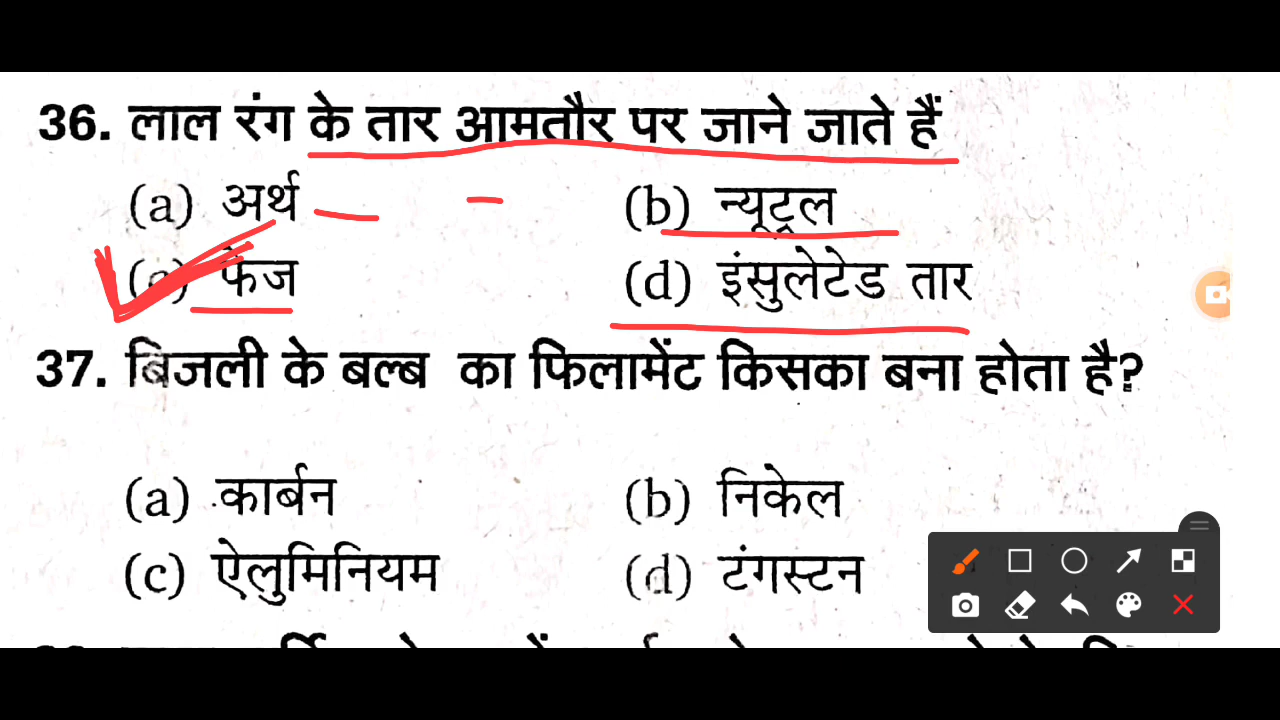 36. लाल रंग के तार आमतौर पर जाने जाते हैं
(a) अर्थ (b) न्यूट्रल
(c) फेज (d) इंसुलेटेड तार
37. बिजली के बल्ब का फिलामेंट किसका बना होता है?
(a) कार्बन (b) निकेल
(c) ऐलुमिनियम (d) टंगस्टन